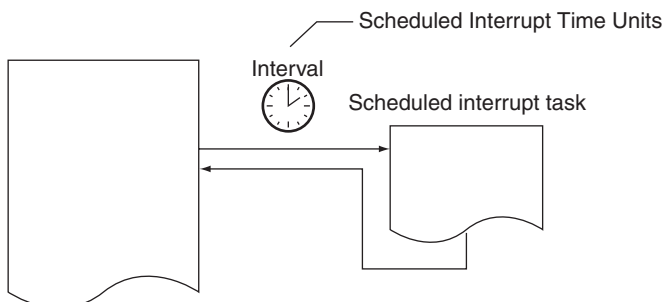 Scheduled Interrupt Time Units
Interval
Scheduled interrupt task